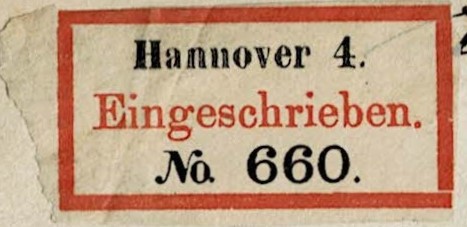 Hannover 4.
Eingeschrieben.
No. 660.